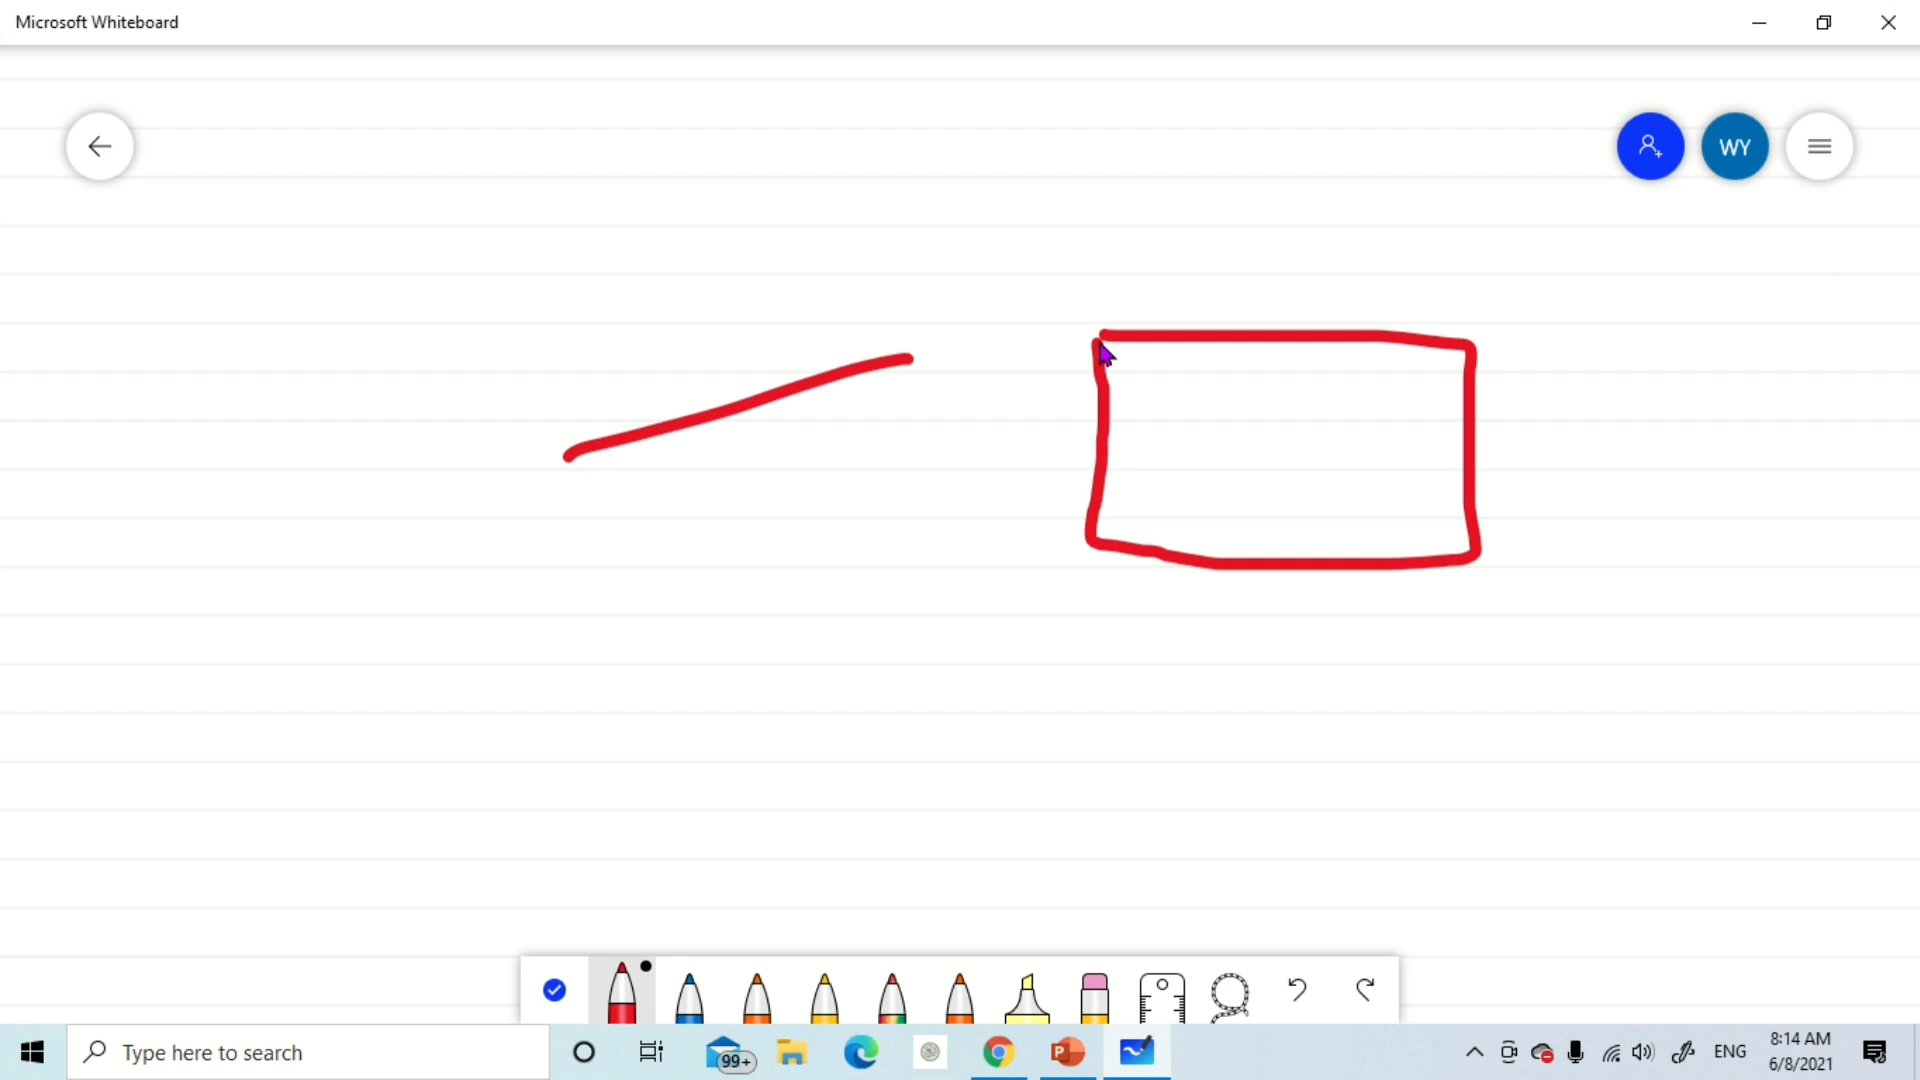 Microsoft Whiteboard
WY
Type here to search
99+
P
ENG
8:14 AM
6/8/2021